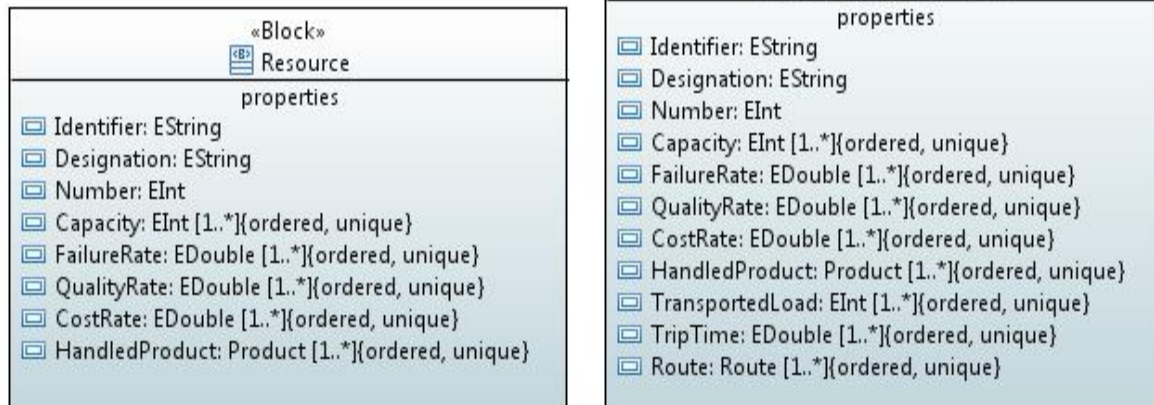 «Block»
Resource
properties
Identifier: EString
Designation: EString
Number: EInt
Capacity: EInt [1..*]{ordered, unique}
FailureRate: EDouble [1..*]{ordered, unique}
QualityRate: EDouble [1..*]{ordered, unique}
CostRate: EDouble [1..*]{ordered, unique}
HandledProduct: Product [1..*]{ordered, unique}
properties
Identifier: EString
Designation: EString
Number: EInt
Capacity: EInt [1..*]{ordered, unique}
FailureRate: EDouble [1..*]{ordered, unique}
QualityRate: EDouble [1..*]{ordered, unique}
CostRate: EDouble [1..*]{ordered, unique}
HandledProduct: Product [1..*]{ordered, unique}
TransportedLoad: EInt [1..*]{ordered, unique}
TripTime: EDouble [1..*]{ordered, unique}
Route: Route [1..*]{ordered, unique}